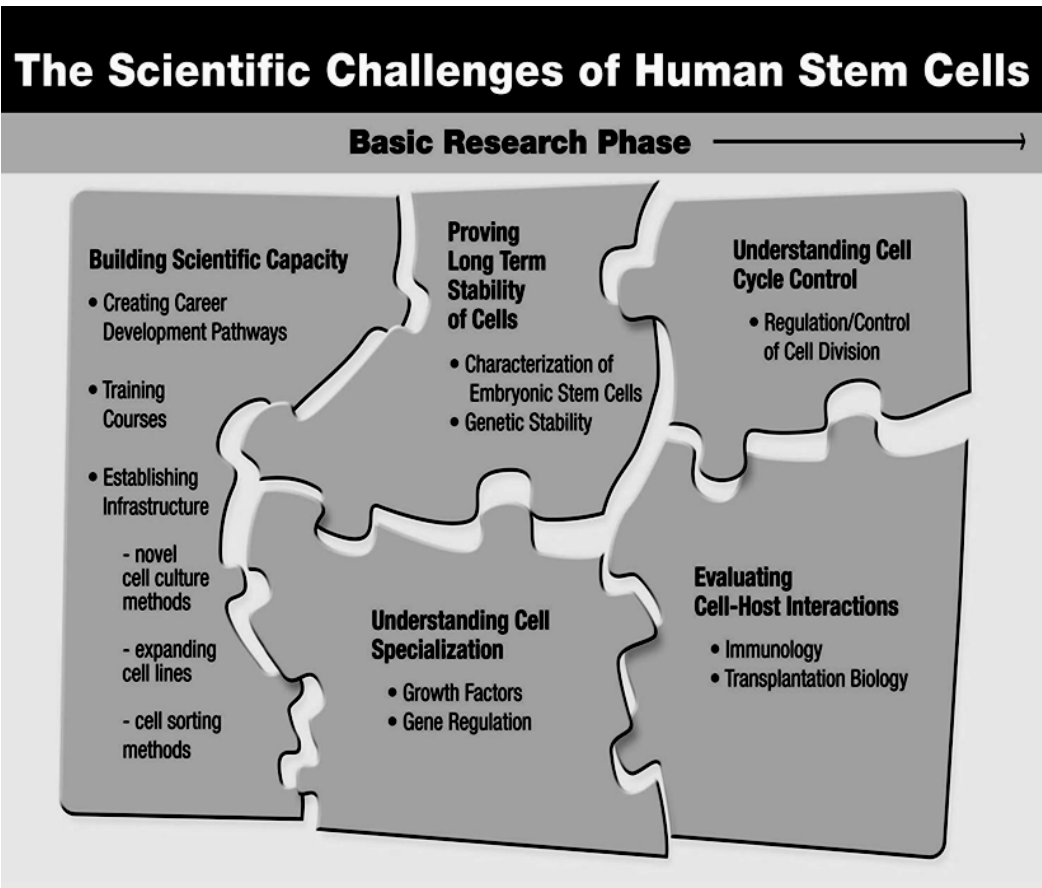 The Scientific Challenges of Human Stem Cells
Basic Research Phase
Building Scientific Capacity
• Creating Career
Development Pathways
• Training
Courses
• Establishing
Infrastructure
- novel
cell culture
methods
- expanding
cell lines
- cell sorting
methods
Proving
Long Term
Stability
of Cells
• Characterization of
Embryonic Stem Cells
• Genetic Stability
Understanding Cell
Cycle Control
• Regulation/Control
of Cell Division
Understanding Cell
Specialization
• Growth Factors
• Gene Regulation
Evaluating
Cell-Host Interactions
• Immunology
• Transplantation Biology